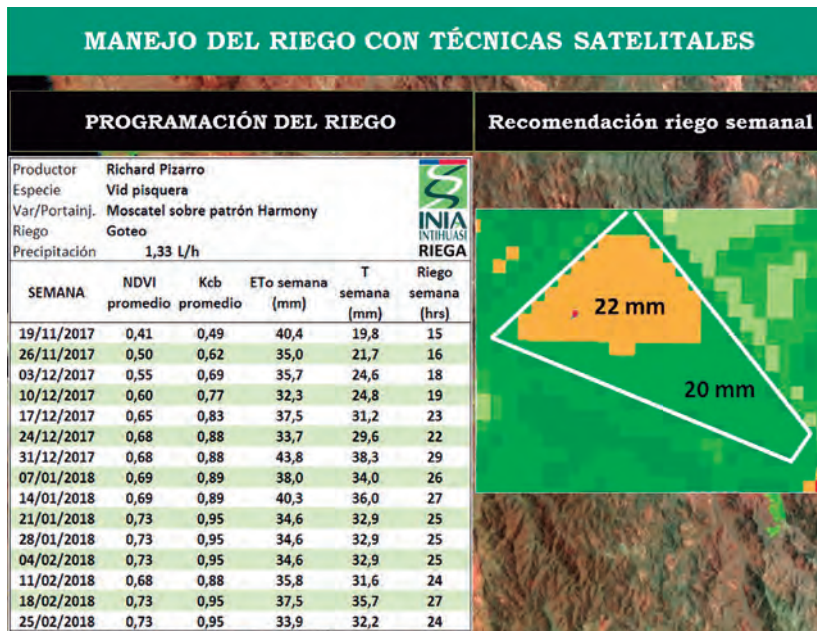 MANEJO DEL RIEGO CON TÉCNICAS SATELITALES
PROGRAMACIÓN DEL RIEGO
Productor Richard Pizarro
Especie Vid pisquera
Var/Portainj. Moscatel sobre patrón Harmony
Riego Goteo
Precipitación 1,33 L/h
INIA
INTIHUASI
RIEGA
SEMANA NDVI promedio Kcb promedio ETo semana (mm) T semana (mm) Riego semana (hrs)
19/11/2017 0,41 0,49 40,4 19,8 15
26/11/2017 0,50 0,62 35,0 21,7 16
03/12/2017 0,55 0,69 35,7 24,6 18
10/12/2017 0,60 0,77 32,3 24,8 19
17/12/2017 0,65 0,83 37,5 31,2 23
24/12/2017 0,68 0,88 33,7 29,6 22
31/12/2017 0,68 0,88 43,8 38,3 29
07/01/2018 0,69 0,89 38,0 34,0 26
14/01/2018 0,69 0,89 40,3 36,0 27
21/01/2018 0,73 0,95 34,6 32,9 25
28/01/2018 0,73 0,95 34,6 32,9 25
04/02/2018 0,73 0,95 34,6 32,9 25
11/02/2018 0,68 0,88 35,8 31,6 24
18/02/2018 0,73 0,95 37,5 35,7 27
25/02/2018 0,73 0,95 33,9 32,2 24
Recomendación riego semanal
22 mm
20 mm